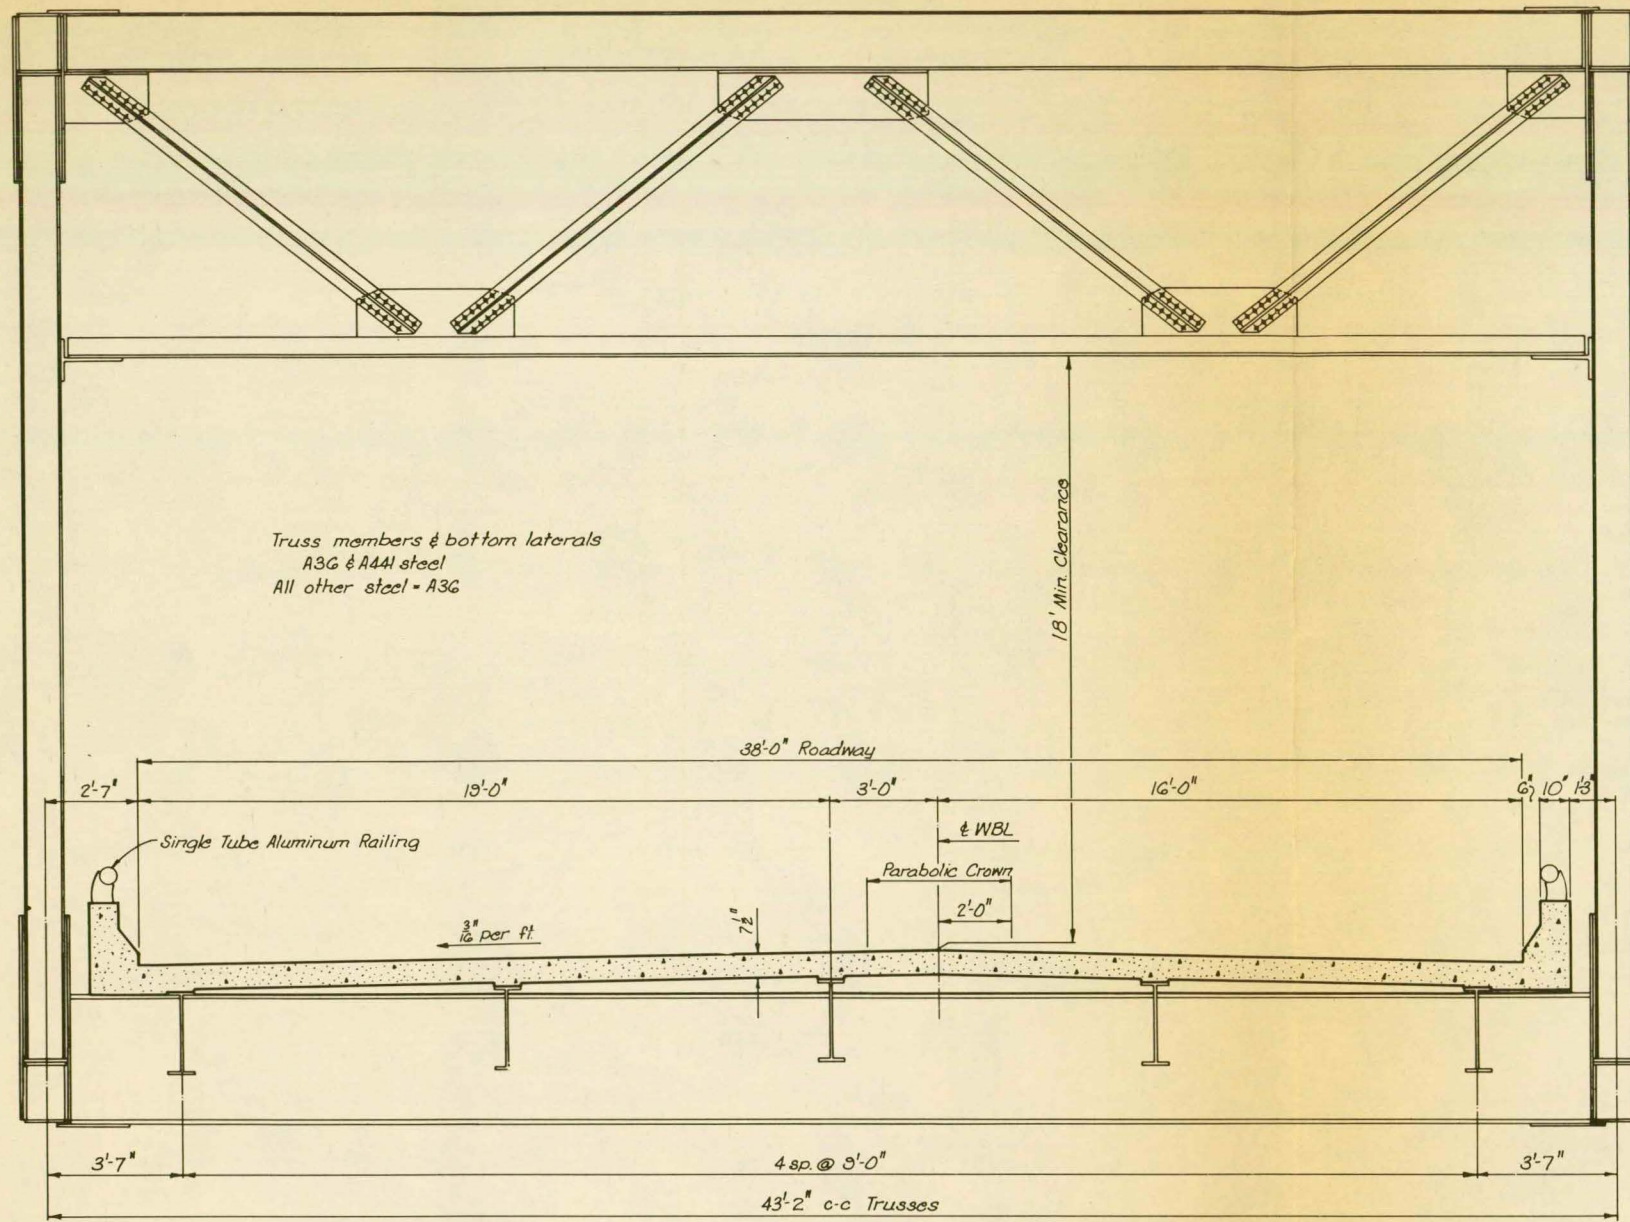 Truss members & bottom laterals
A36 & A441 steel
All other steel = A36
18' Min. Clearance
38'-0" Roadway
2'-7" 19'-0" 3'-0" 16'-0" 6" 10" 1'-3"
Single Tube Aluminum Railing
℄ WBL
Parabolic Crown
2'-0"
3/16" per ft.
7 1/2"
3'-7" 4 sp. @ 9'-0" 3'-7"
43'-2" c-c Trusses